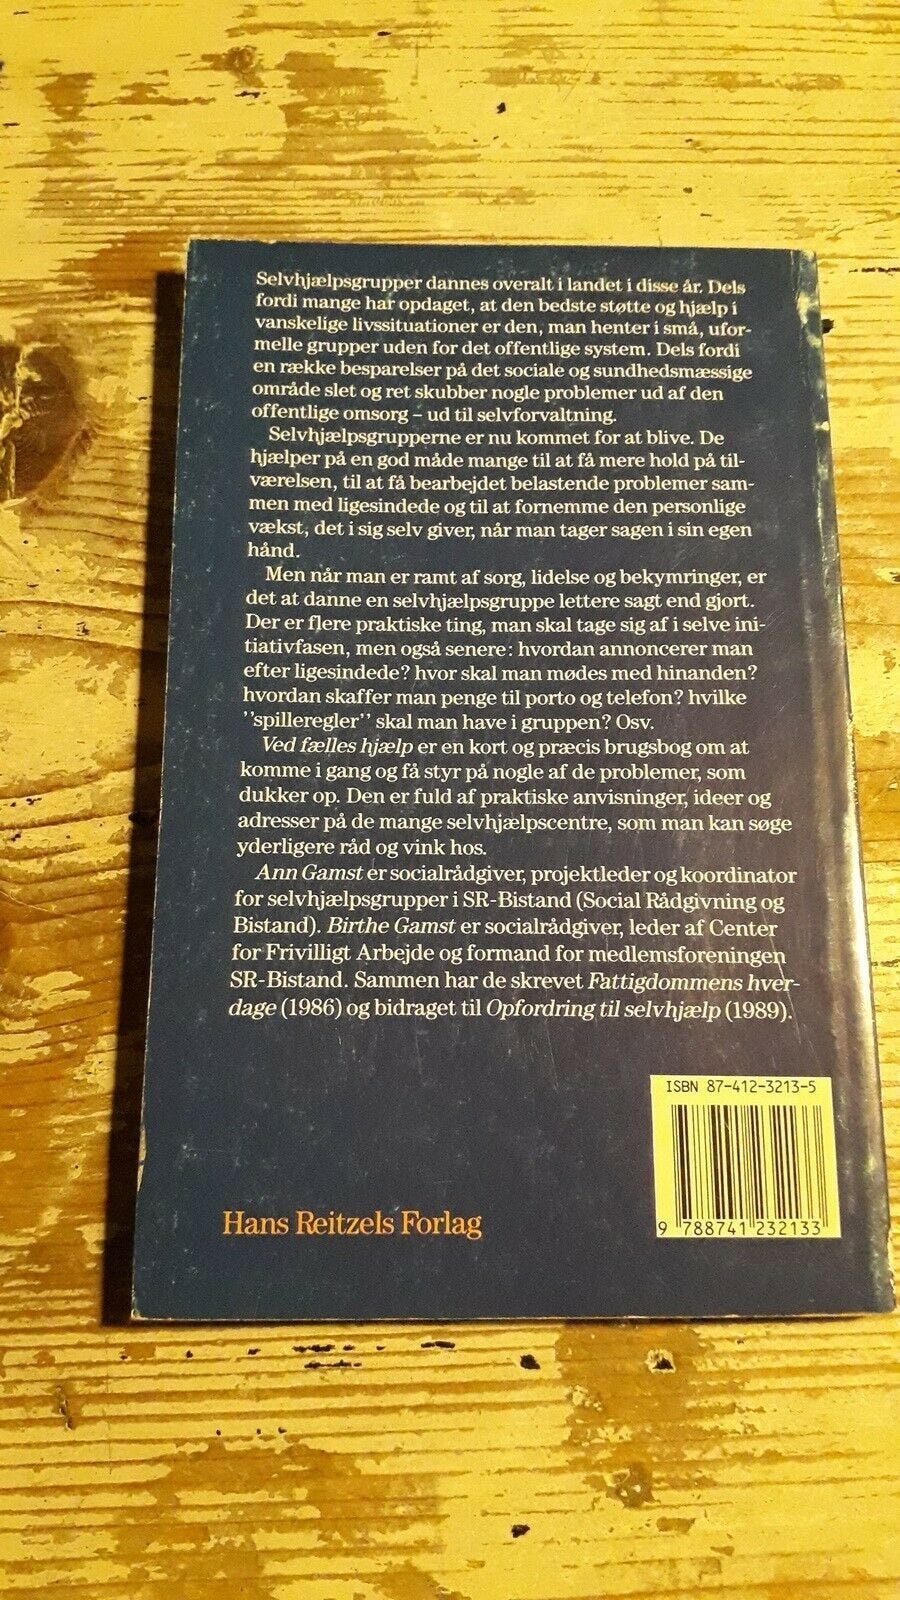 Selvhjælpsgrupper dannes overalt i landet i disse år. Dels
fordi mange har opdaget, at den bedste støtte og hjælp i
vanskelige livssituationer er den, man henter i små, ufor-
melle grupper uden for det offentlige system. Dels fordi
en række besparelser på det sociale og sundhedsmæssige
område slet og ret skubber nogle problemer ud af den
offentlige omsorg – ud til selvforvaltning.
Selvhjælpsgrupperne er nu kommet for at blive. De
hjælper på en god måde mange til at få mere hold på til-
værelsen, til at få bearbejdet belastende problemer sam-
men med ligesindede og til at fornemme den personlige
vækst, det i sig selv giver, når man tager sagen i sin egen
hånd.
Men når man er ramt af sorg, lidelse og bekymringer, er
det at danne en selvhjælpsgruppe lettere sagt end gjort.
Der er flere praktiske ting, man skal tage sig af i selve ini-
tiativfasen, men også senere: hvordan annoncerer man
efter ligesindede? hvor skal man mødes med hinanden?
hvordan skaffer man penge til porto og telefon? hvilke
''spilleregler'' skal man have i gruppen? Osv.
Ved fælles hjælp er en kort og præcis brugsbog om at
komme i gang og få styr på nogle af de problemer, som
dukker op. Den er fuld af praktiske anvisninger, ideer og
adresser på de mange selvhjælpscentre, som man kan søge
yderligere råd og vink hos.
Ann Gamst er socialrådgiver, projektleder og koordinator
for selvhjælpsgrupper i SR-Bistand (Social Rådgivning og
Bistand). Birthe Gamst er socialrådgiver, leder af Center
for Frivilligt Arbejde og formand for medlemsforeningen
SR-Bistand. Sammen har de skrevet Fattigdommens hver-
dage (1986) og bidraget til Opfordring til selvhjælp (1989).
ISBN 87-412-3213-5
9 788741 232133
Hans Reitzels Forlag